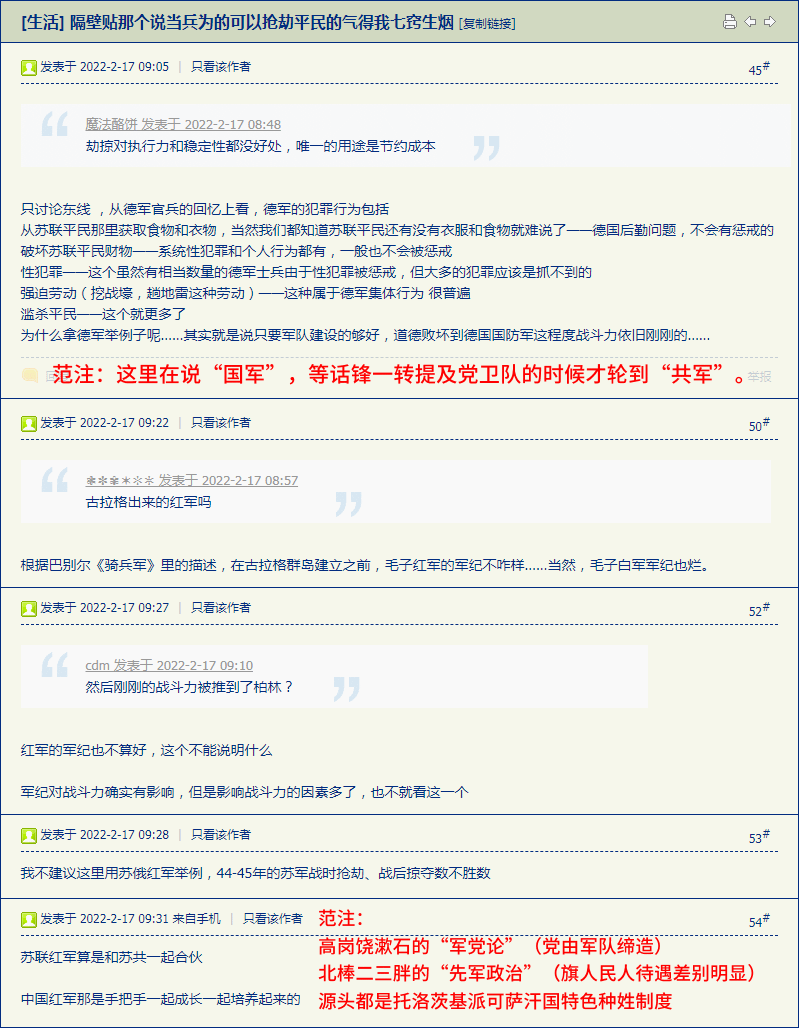 [生活] 隔壁贴那个说当兵为的可以抢劫平民的气得我七窍生烟 [复制链接]
发表于 2022-2-17 09:05 | 只看该作者
45#
魔法酪饼 发表于 2022-2-17 08:48
劫掠对执行力和稳定性都没好处，唯一的用途是节约成本
只讨论东线 ，从德军官兵的回忆上看，德军的犯罪行为包括
从苏联平民那里获取食物和衣物，当然我们都知道苏联平民还有没有衣服和食物就难说了——德国后勤问题，不会有惩戒的
破坏苏联平民财物——系统性犯罪和个人行为都有，一般也不会被惩戒
性犯罪——这个虽然有相当数量的德军士兵由于性犯罪被惩戒，但大多的犯罪应该是抓不到的
强迫劳动（挖战壕，趟地雷这种劳动）——这种属于德军集体行为 很普遍
滥杀平民——这个就更多了
为什么拿德军举例子呢......其实就是说只要军队建设的够好，道德败坏到德国国防军这程度战斗力依旧刚刚的......
范注：这里在说“国军”，等话锋一转提及党卫队的时候才轮到“共军”。
举报
发表于 2022-2-17 09:22 | 只看该作者
50#
发表于 2022-2-17 08:57
古拉格出来的红军吗
根据巴别尔《骑兵军》里的描述，在古拉格群岛建立之前，毛子红军的军纪不咋样......当然，毛子白军军纪也烂。
发表于 2022-2-17 09:27 | 只看该作者
52#
cdm 发表于 2022-2-17 09:10
然后刚刚的战斗力被推到了柏林？
红军的军纪也不算好，这个不能说明什么
军纪对战斗力确实有影响，但是影响战斗力的因素多了，也不就看这一个
发表于 2022-2-17 09:28 | 只看该作者
53#
我不建议这里用苏俄红军举例，44-45年的苏军战时抢劫、战后掠夺数不胜数
发表于 2022-2-17 09:31 来自手机 | 只看该作者
54#
苏联红军算是和苏共一起合伙
中国红军那是手把手一起成长一起培养起来的
范注：
高岗饶漱石的“军党论”（党由军队缔造）
北棒二三胖的“先军政治”（旗人民人待遇差别明显）
源头都是托洛茨基派可萨汗国特色种姓制度